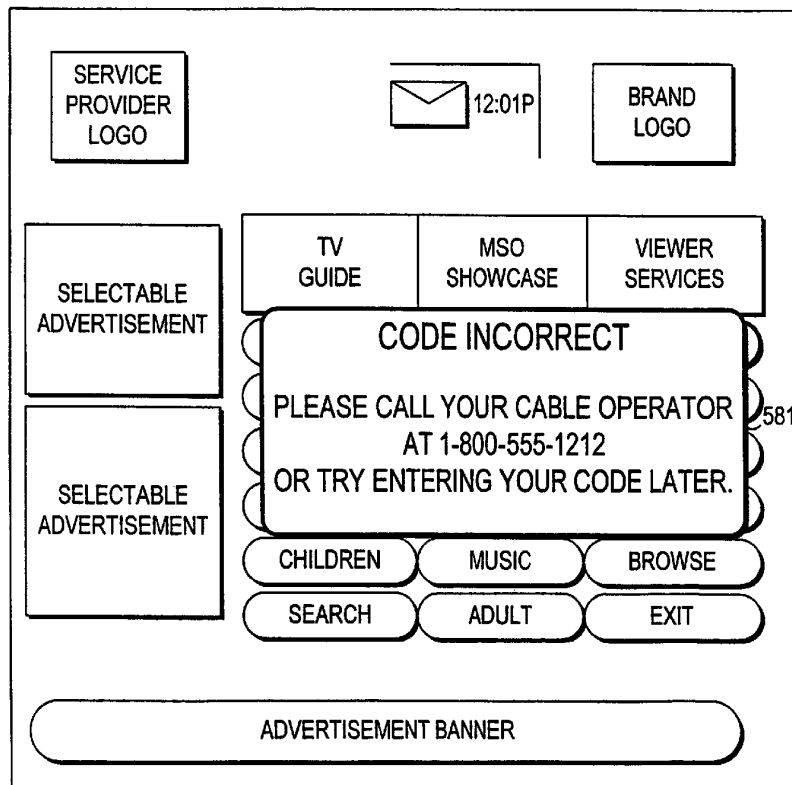 SERVICE
PROVIDER
LOGO
12:01P
BRAND
LOGO
SELECTABLE
ADVERTISEMENT
TV
GUIDE
MSO
SHOWCASE
VIEWER
SERVICES
CODE INCORRECT
PLEASE CALL YOUR CABLE OPERATOR
AT 1-800-555-1212
OR TRY ENTERING YOUR CODE LATER.
581
SELECTABLE
ADVERTISEMENT
CHILDREN
MUSIC
BROWSE
SEARCH
ADULT
EXIT
ADVERTISEMENT BANNER